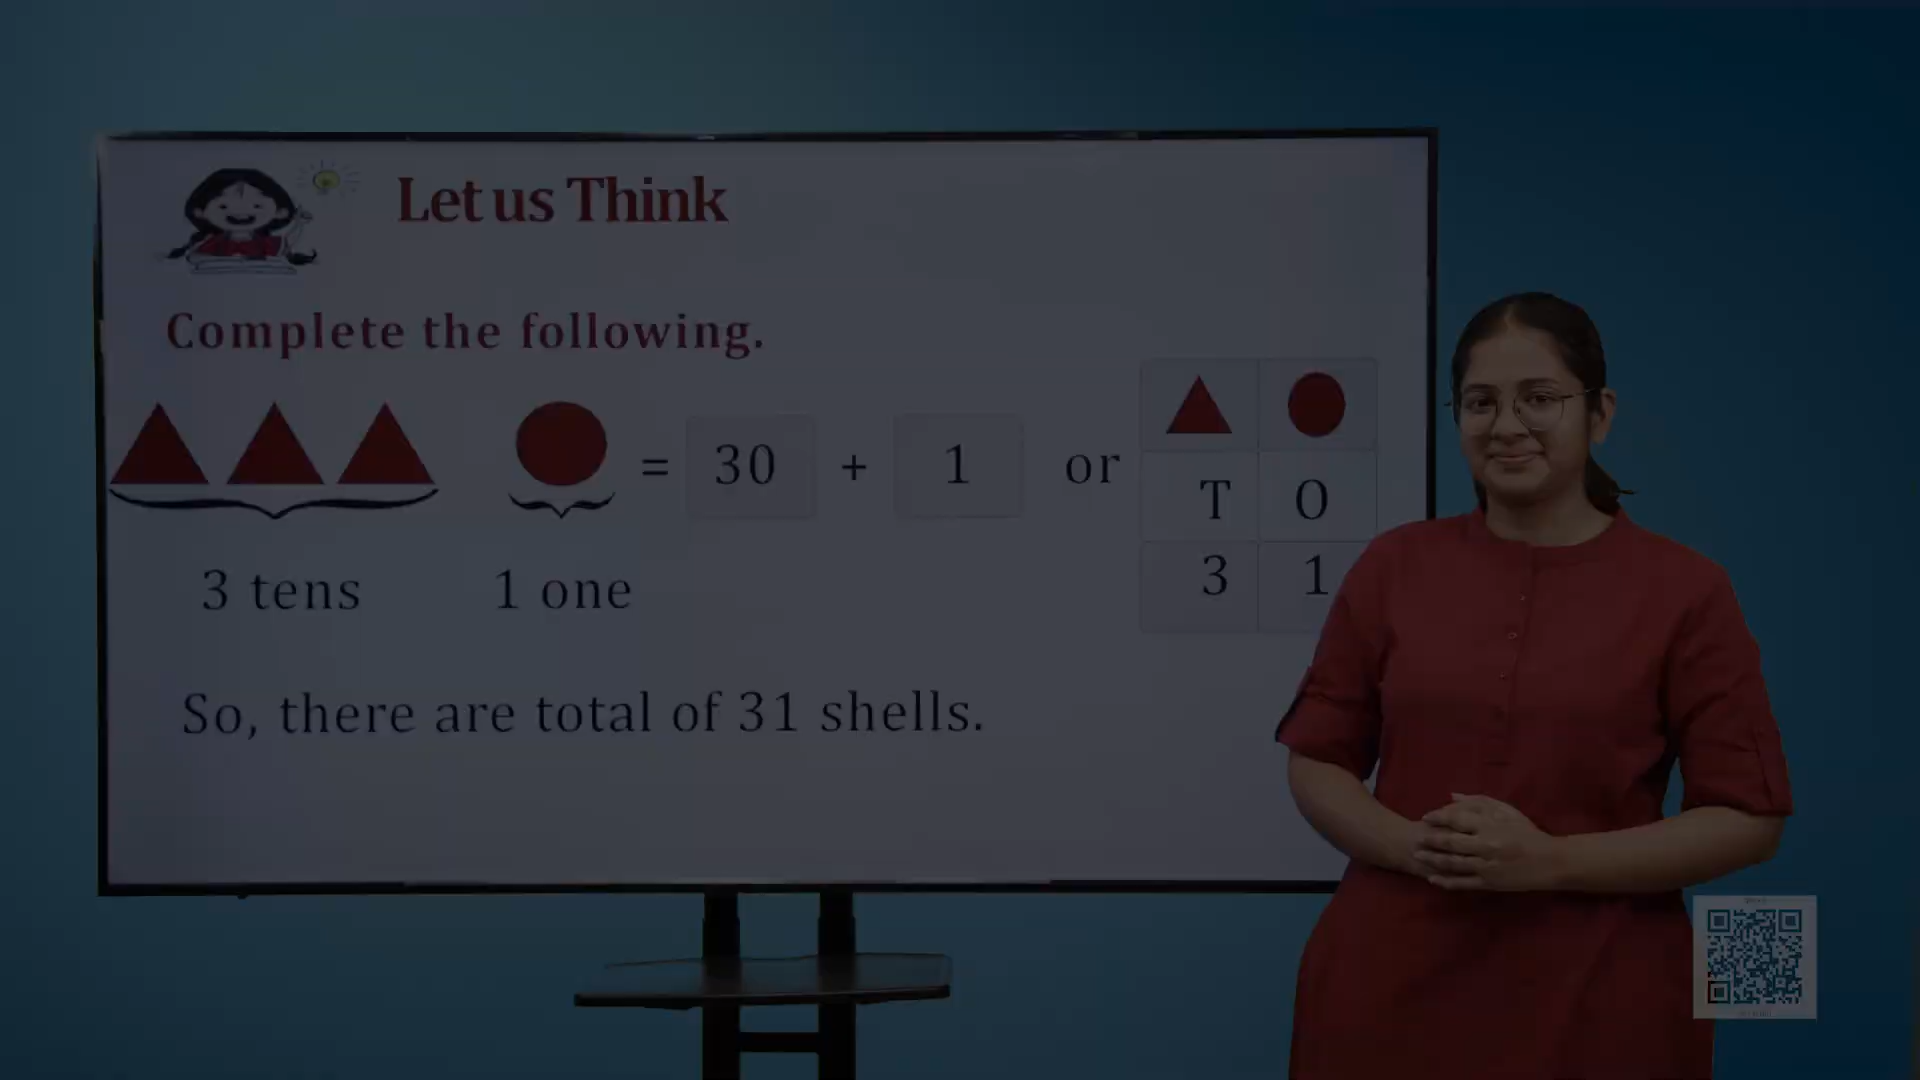 Let us Think
Complete the following.
= 30 + 1 or
T O
3 1
3 tens 1 one
So, there are total of 31 shells.